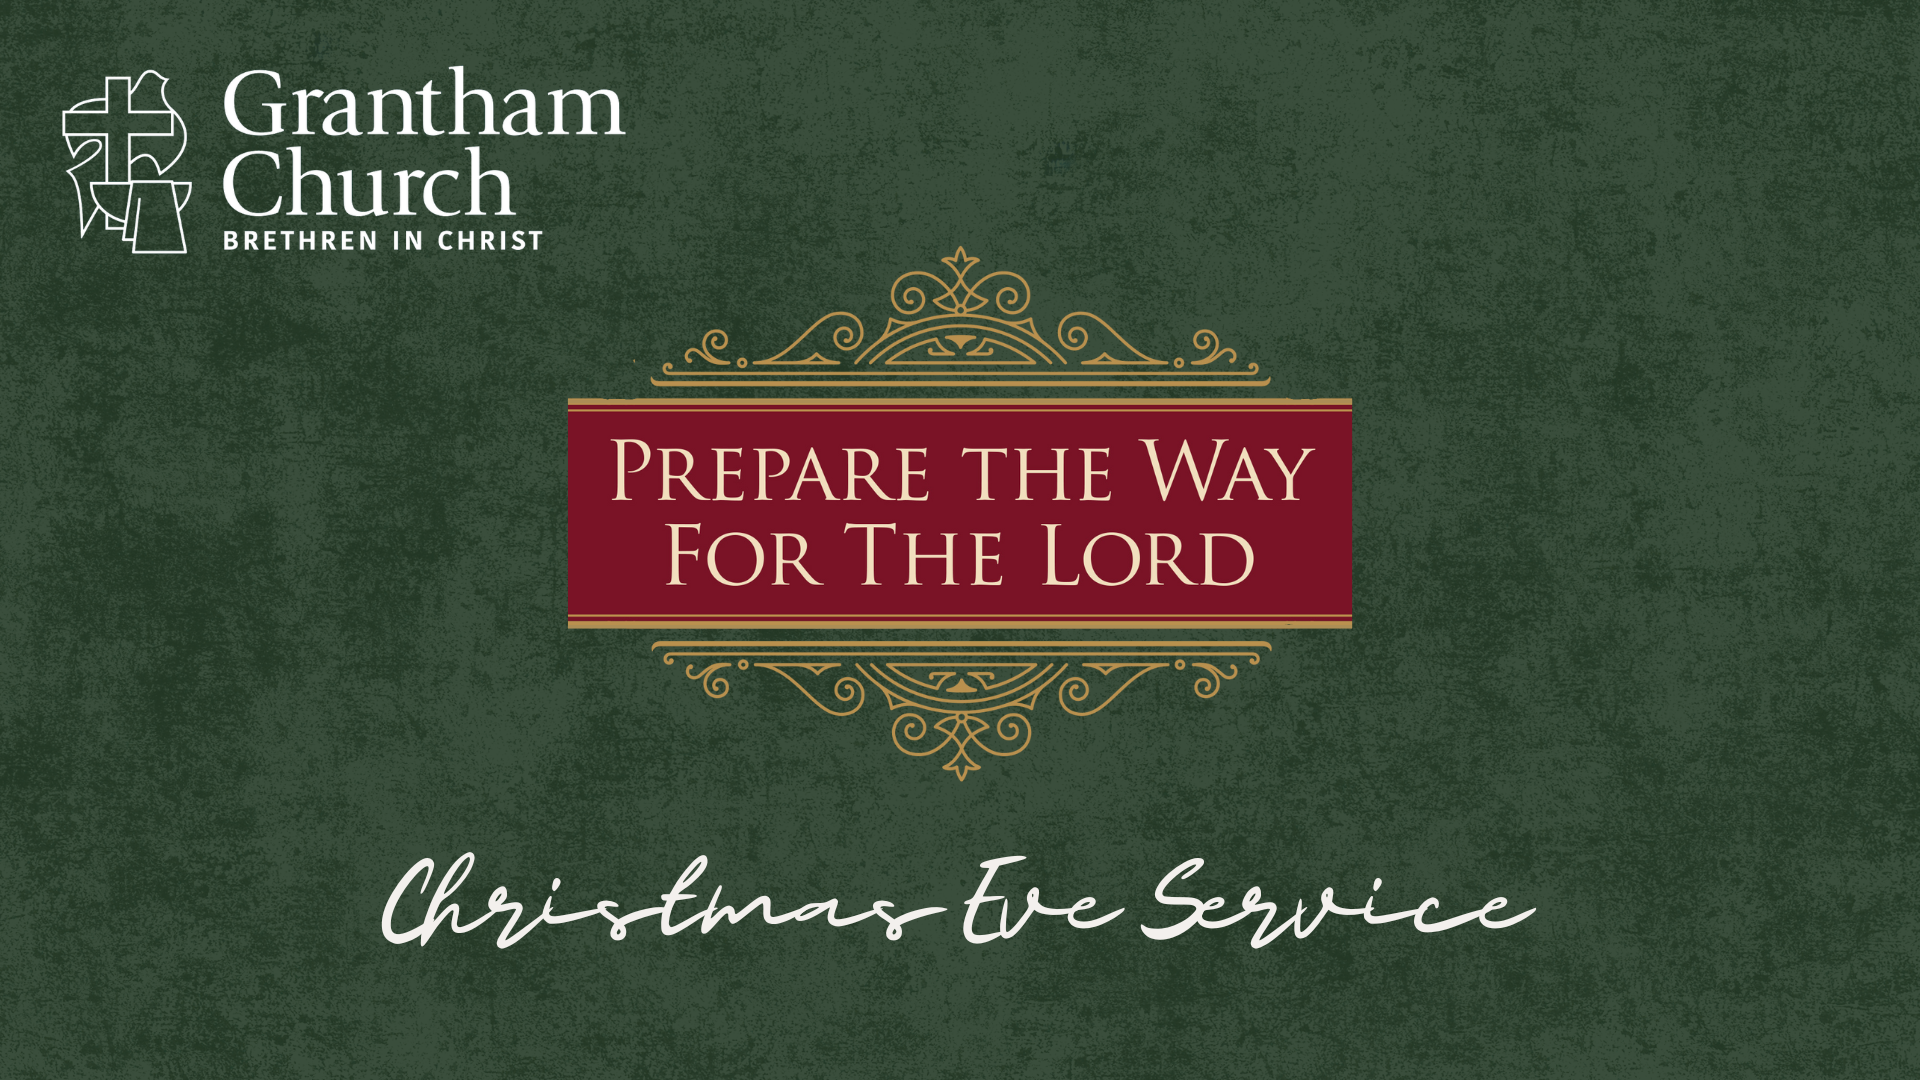 Grantham
Church
BRETHREN IN CHRIST
PREPARE THE WAY
FOR THE LORD
Christmas Eve Service